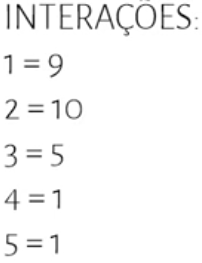 INTERAÇÕES:
1 = 9
2 = 10
3 = 5
4 = 1
5 = 1